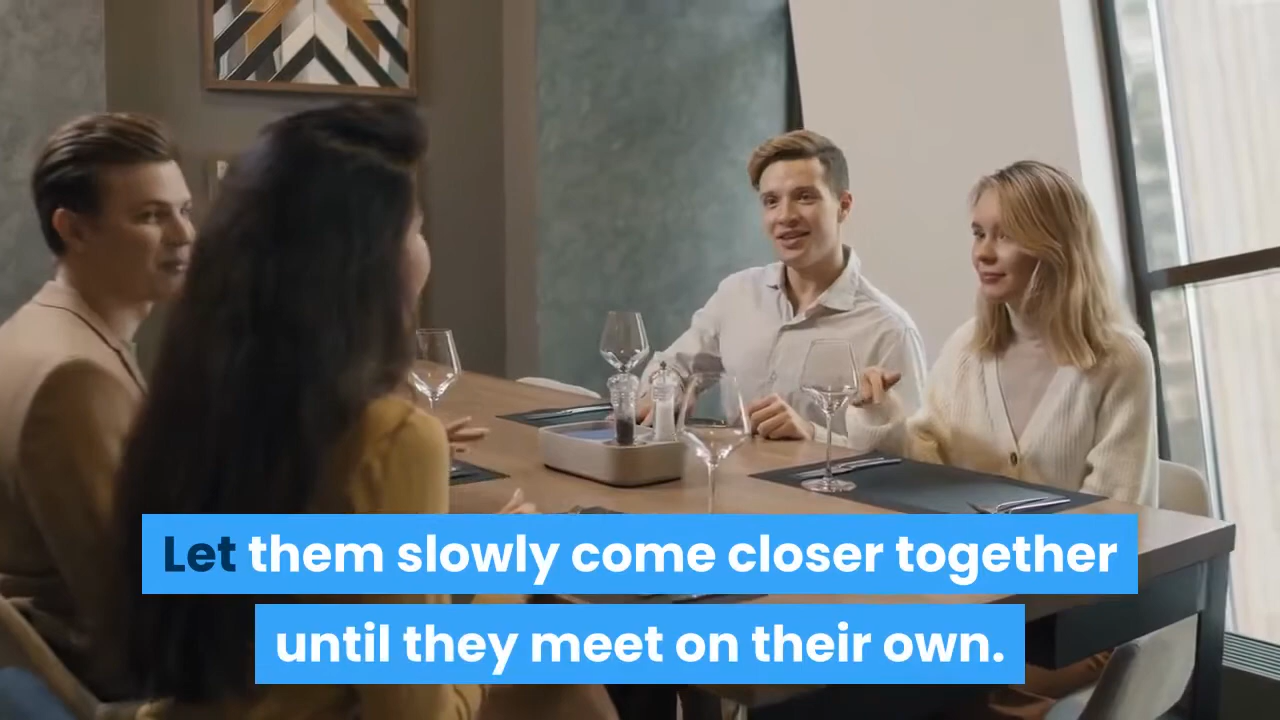 Let them slowly come closer together
until they meet on their own.